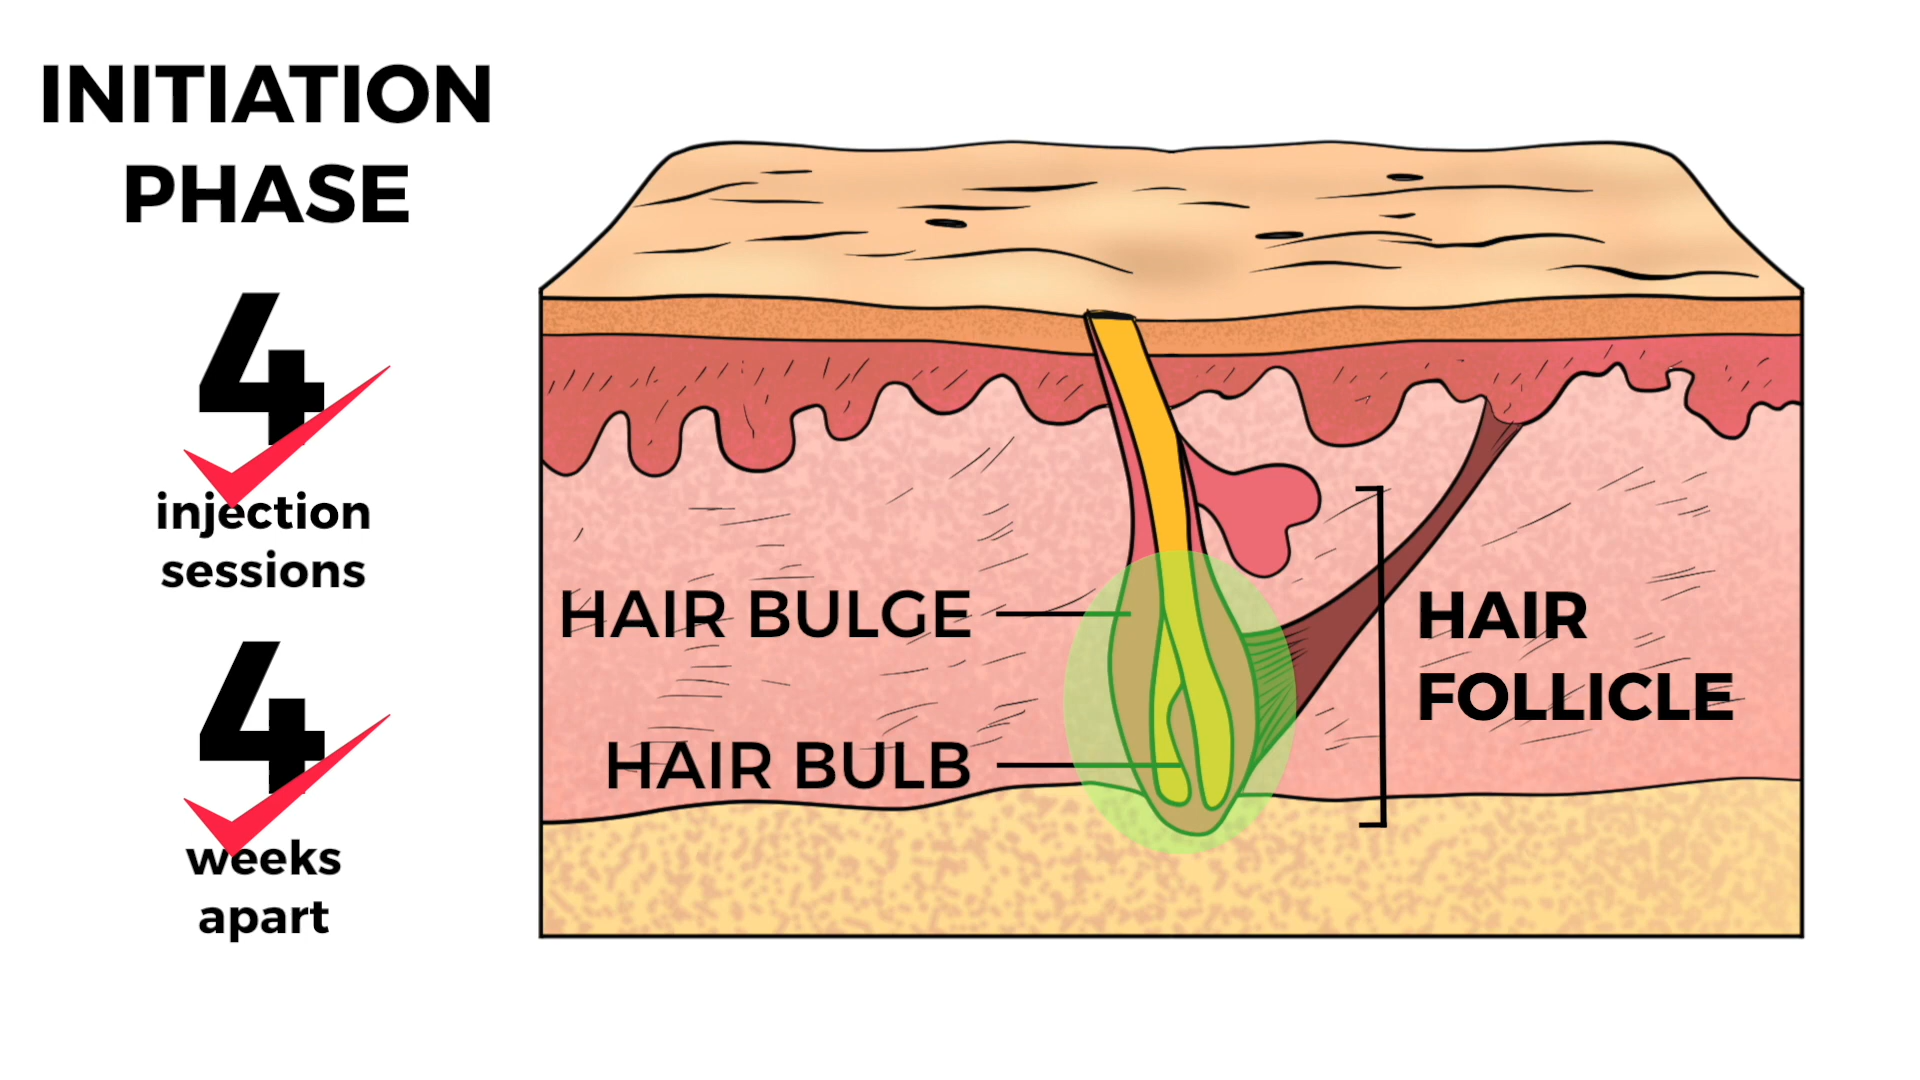 INITIATION
PHASE
4
injection
sessions
4
weeks
apart
HAIR BULGE
HAIR BULB
HAIR
FOLLICLE